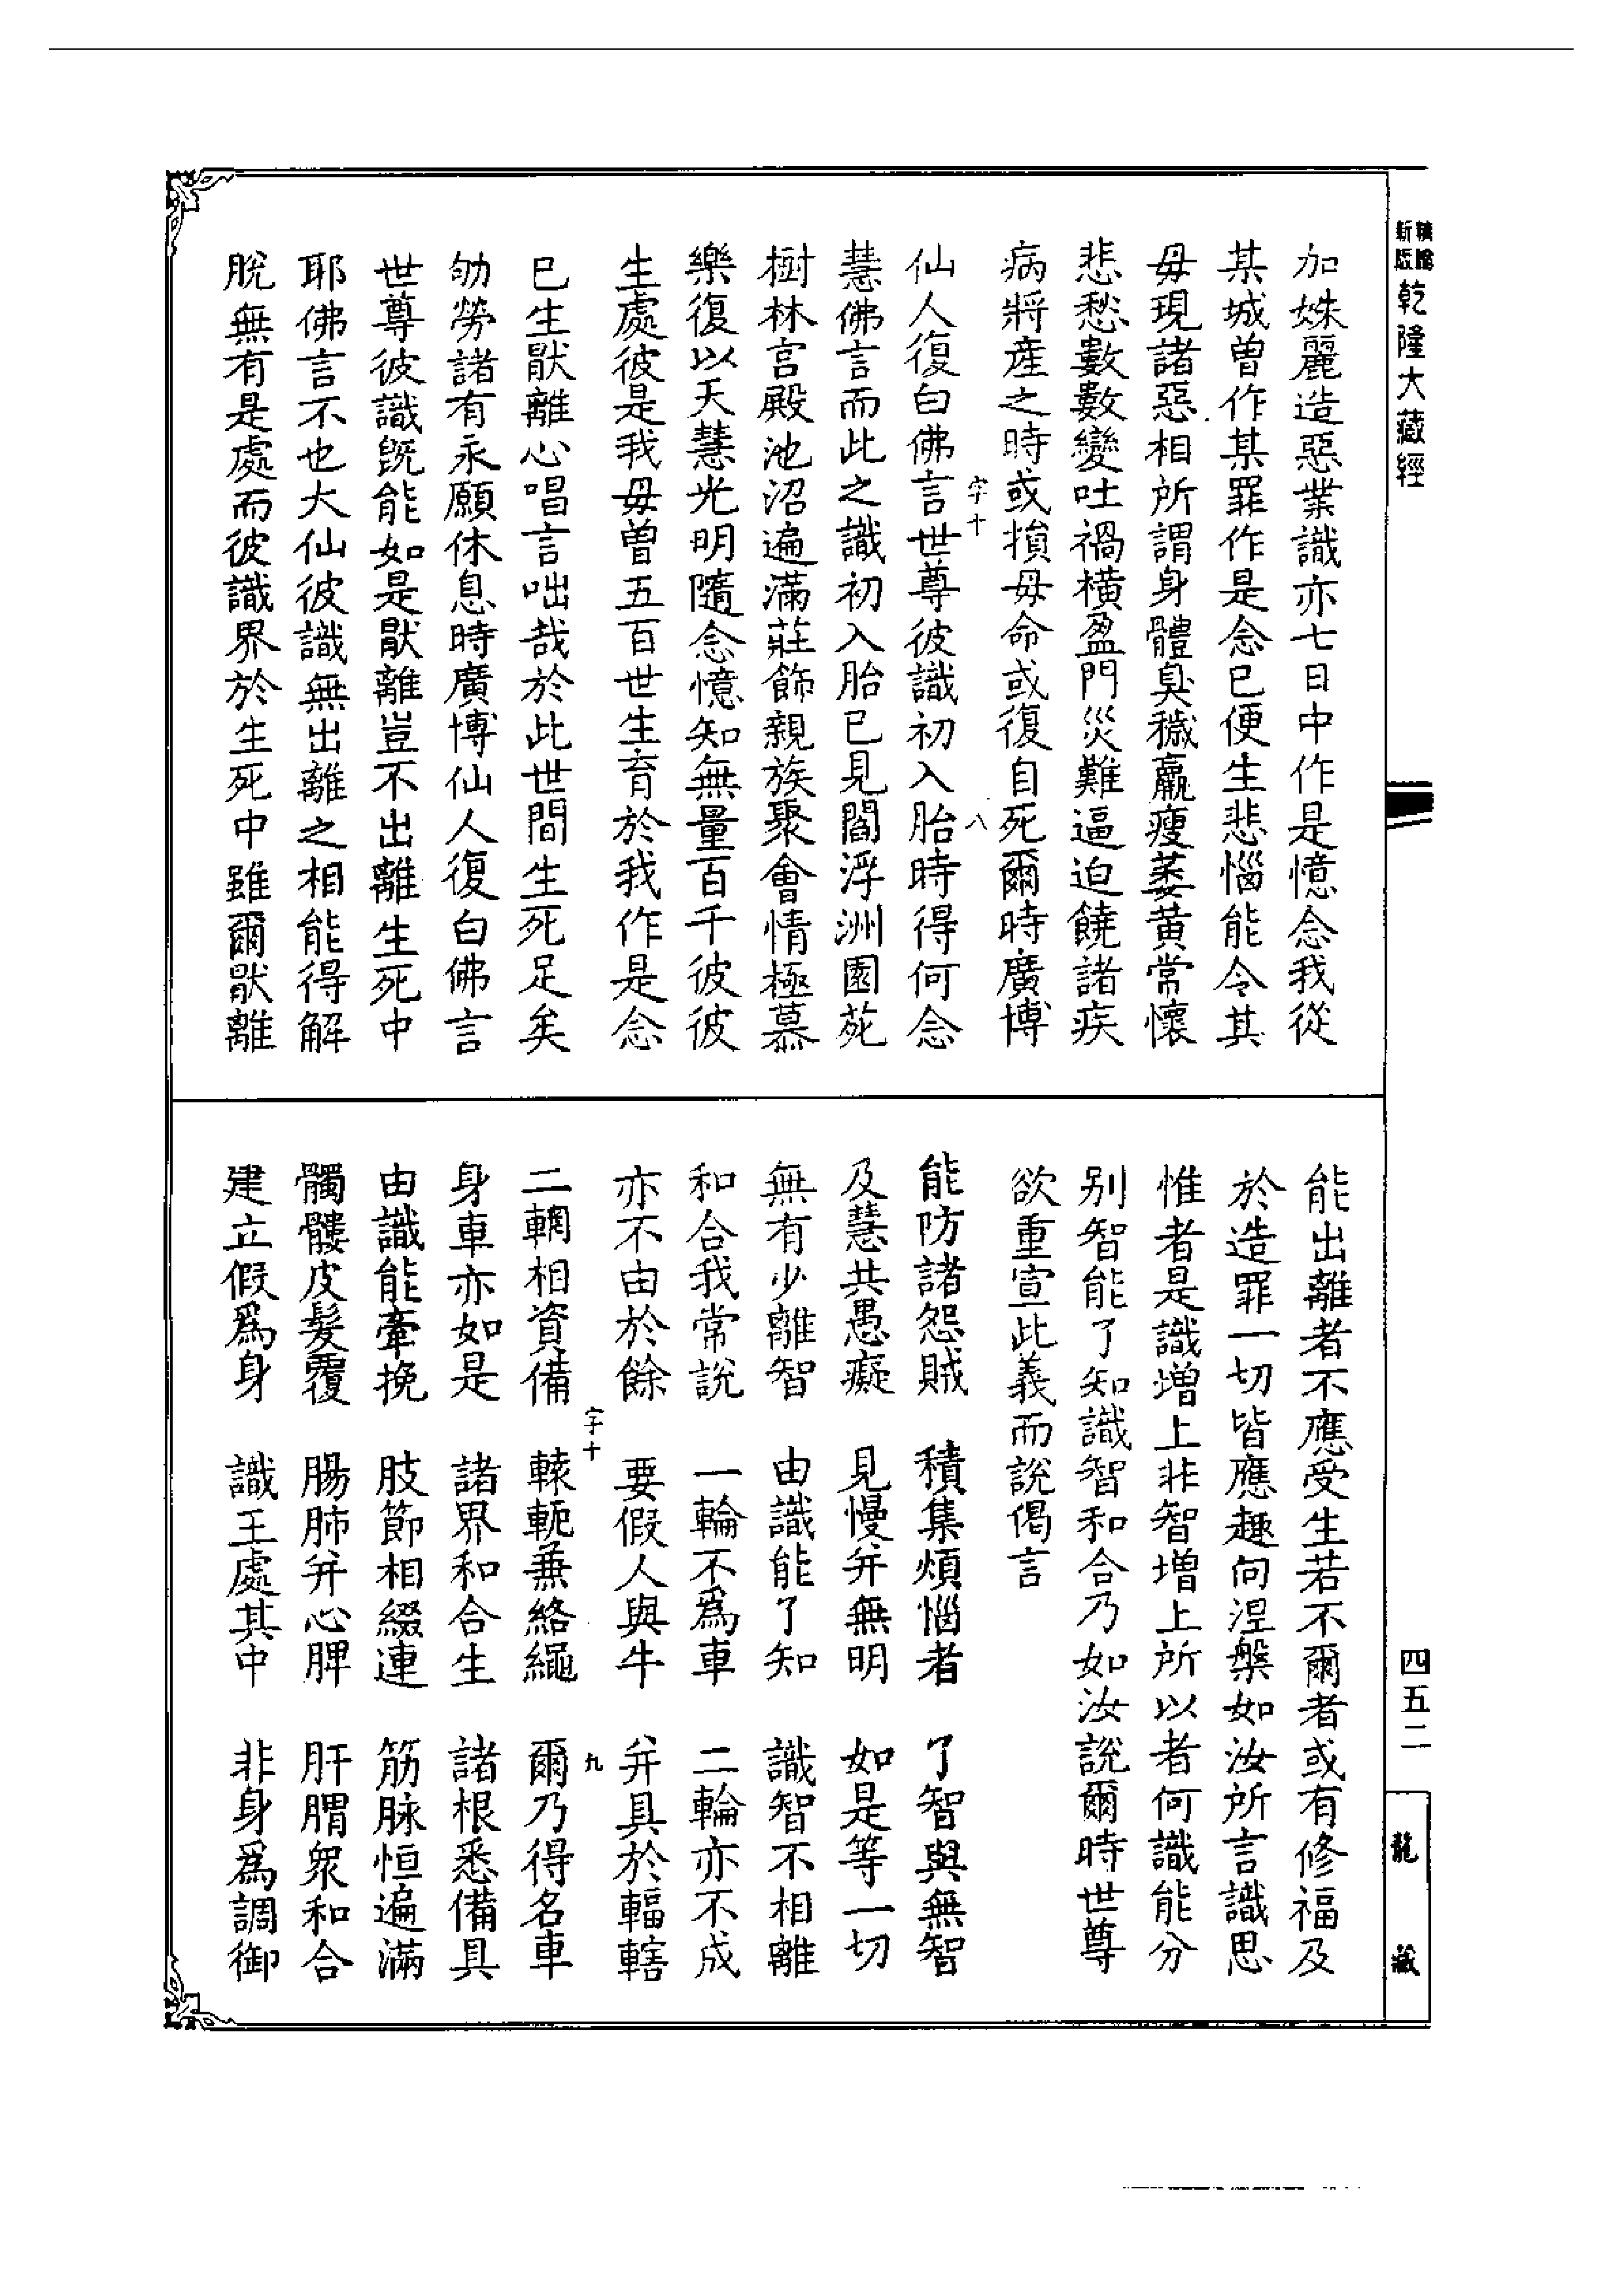 新版
乾隆大藏經
四五二
龍藏
加姝麗造惡業識亦七日中作是憶念我從
某城曾作某罪作是念已便生悲惱能令其
毋現諸惡相所謂身體臭穢羸瘦萎黃常懷
悲愁數數變吐禍橫盈門災難逼迫饒諸疾
病將產之時或損毋命或復自死爾時廣博
字十 八
仙人復白佛言世尊彼識初入胎時得何念
慧佛言而此之識初入胎已見閻浮洲園苑
樹林宮殿池沼遍滿莊飾親族聚會情極慕
樂復以天慧光明隨念憶知無量百千彼彼
生處彼是我毋曾五百世生育於我作是念
已生猒離心唱言咄哉於此世間生死足矣
劬勞諸有永願休息時廣博仙人復白佛言
世尊彼識既能如是猒離豈不出離生死中
耶佛言不也大仙彼識無出離之相能得解
脫無有是處而彼識界於生死中雖爾猒離
能出離者不應受生若不爾者或有修福及
於造罪一切皆應趣向涅槃如汝所言識思
惟者是識增上非智增上所以者何識能分
別智能了知識智和合乃如汝說爾時世尊
欲重宣此義而說偈言
能防諸怨賊 積集煩惱者 了智與無智
及慧共愚癡 見慢并無明 如是等一切
無有少離智 由識能了知 識智不相離
和合我常說 一輪不為車 二輪亦不成
亦不由於餘 要假人與牛 并具於輻轄
字十 九
二輞相資備 轅軛兼絡繩 爾乃得名車
身車亦如是 諸界和合生 諸根悉備具
由識能牽挽 肢節相綴連 筋脉恒遍滿
髑髏皮髮覆 腸肺并心脾 肝胃眾和合
建立假為身 識王處其中 非身為調御